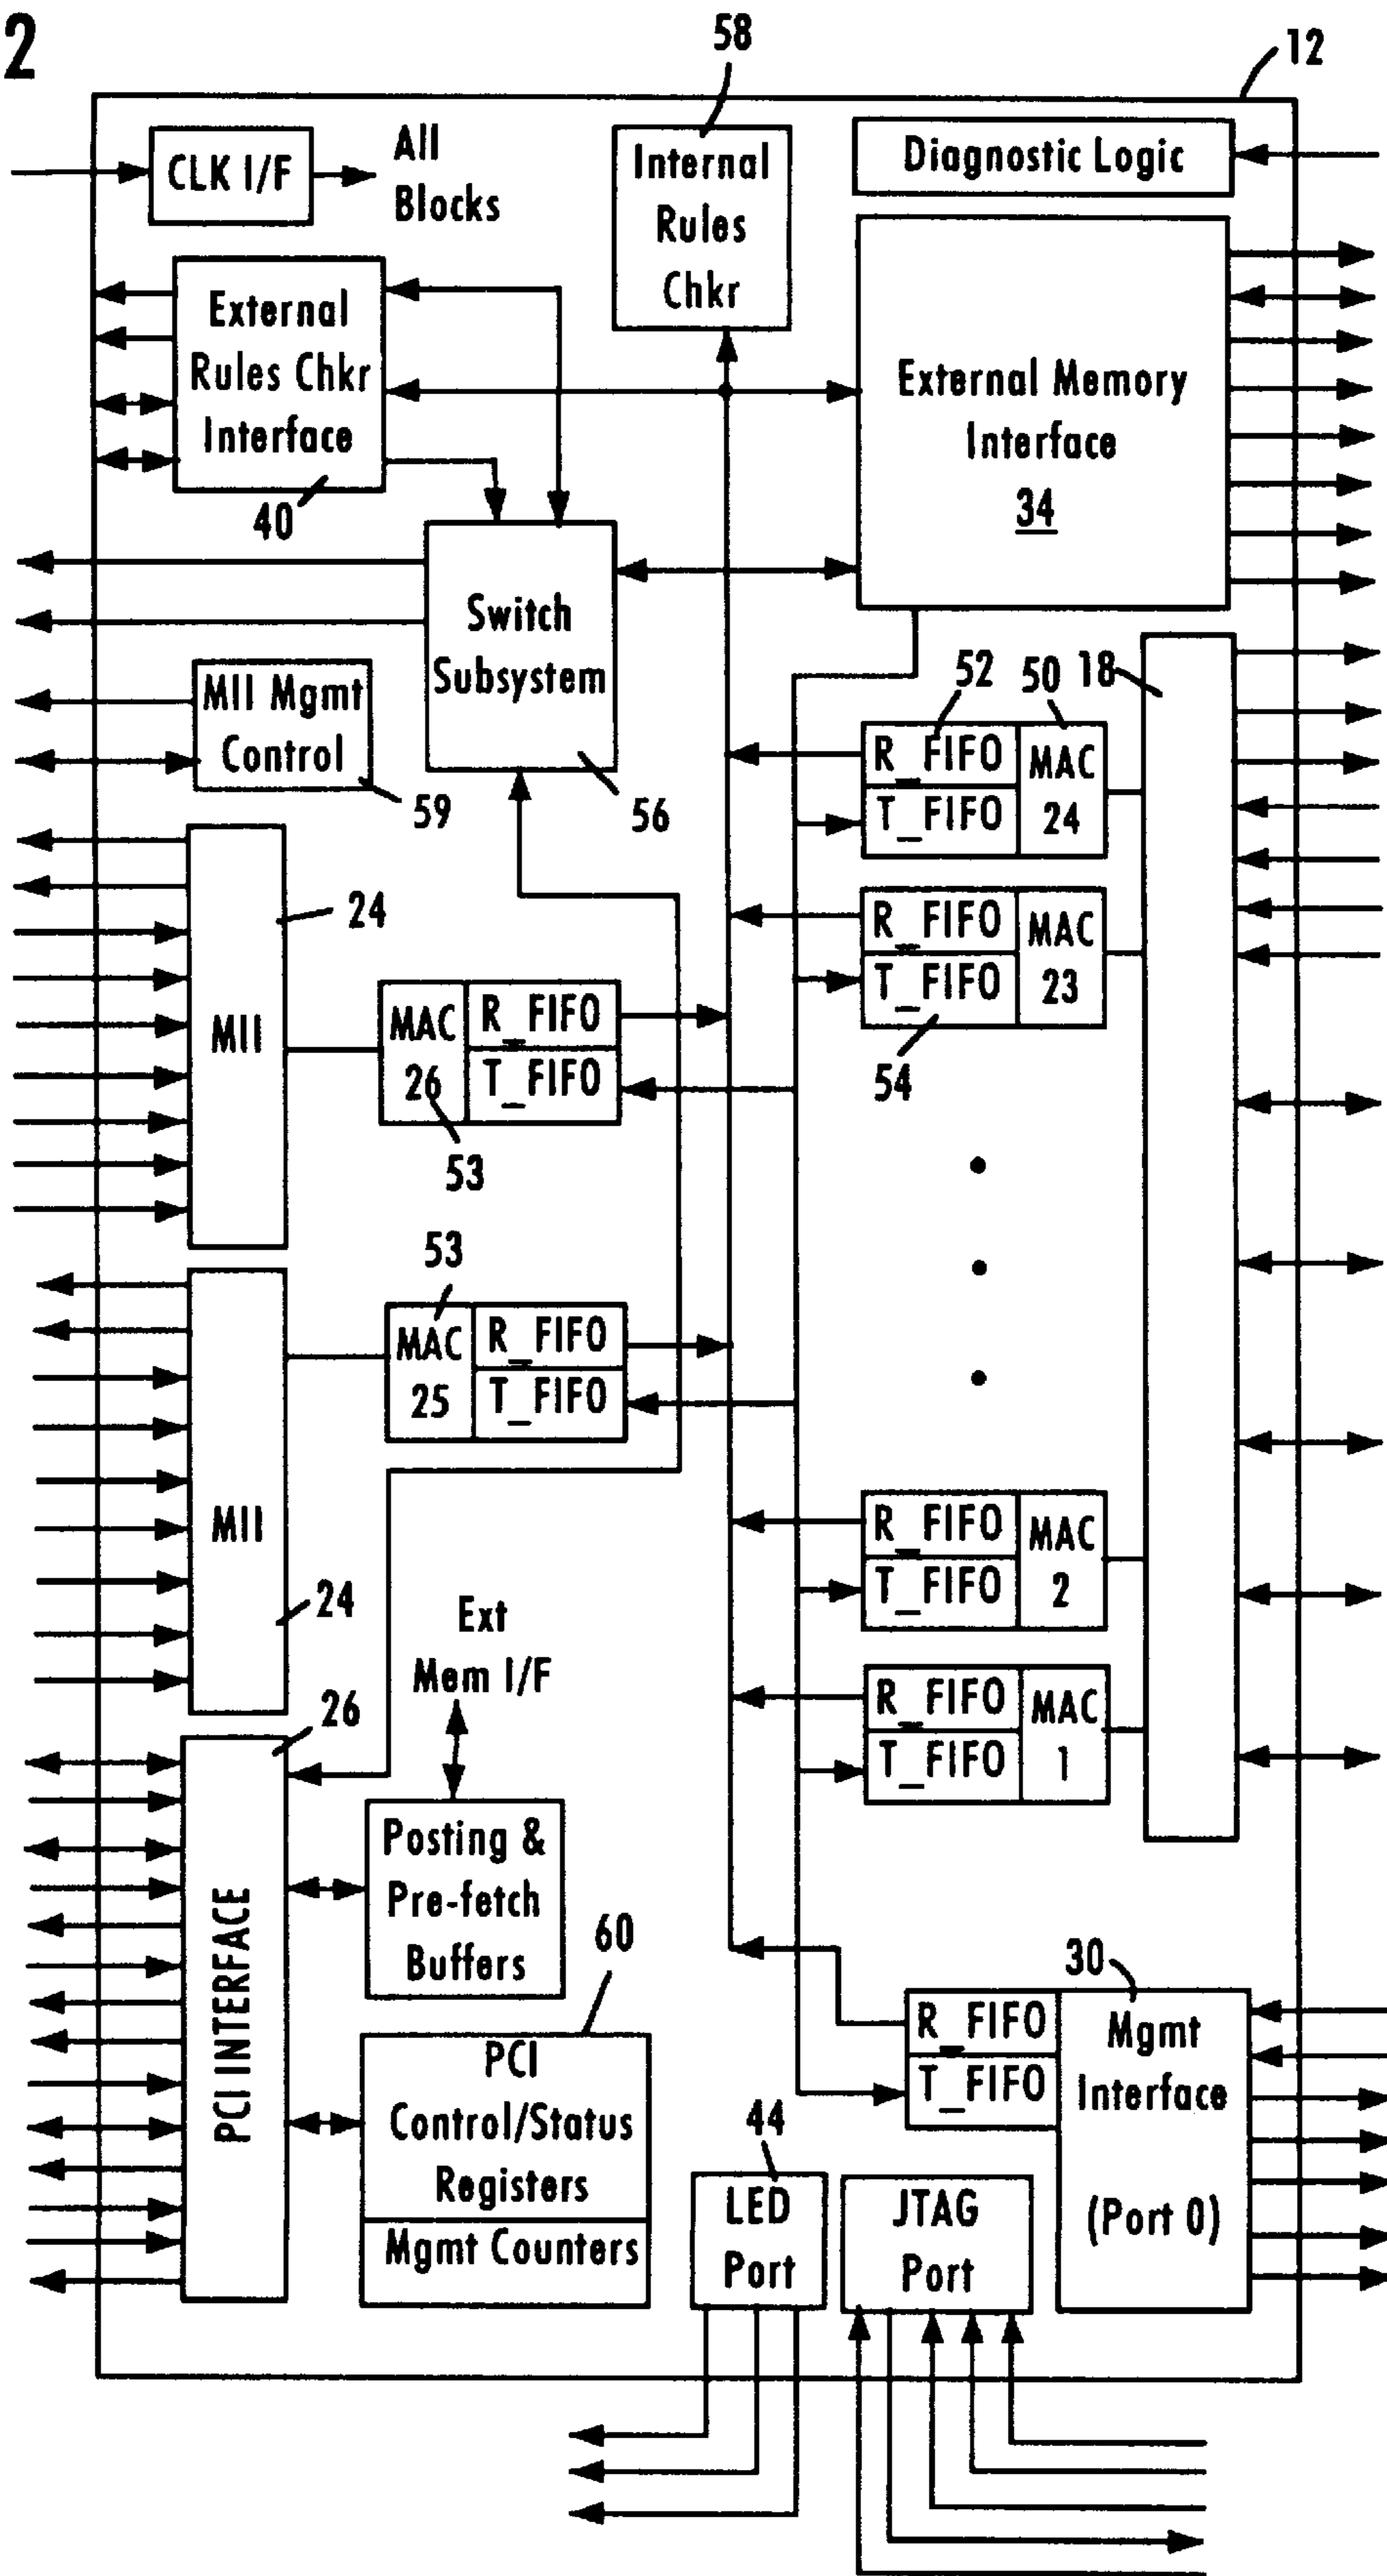 2
58
12
CLK I/F
All
Blocks
Internal
Rules
Chkr
Diagnostic Logic
External
Rules Chkr
Interface
40
External Memory
Interface
34
Switch
Subsystem
56
MII Mgmt
Control
59
52
50
18
R_FIFO
T_FIFO
MAC
24
R_FIFO
T_FIFO
MAC
23
54
24
MII
MAC
26
R_FIFO
T_FIFO
53
53
MAC
25
R_FIFO
T_FIFO
MII
24
R_FIFO
T_FIFO
MAC
2
R_FIFO
T_FIFO
MAC
1
Ext
Mem I/F
26
PCI INTERFACE
Posting &
Pre-fetch
Buffers
60
PCI
Control/Status
Registers
Mgmt Counters
30
R_FIFO
T_FIFO
Mgmt
Interface
(Port 0)
44
LED
Port
JTAG
Port